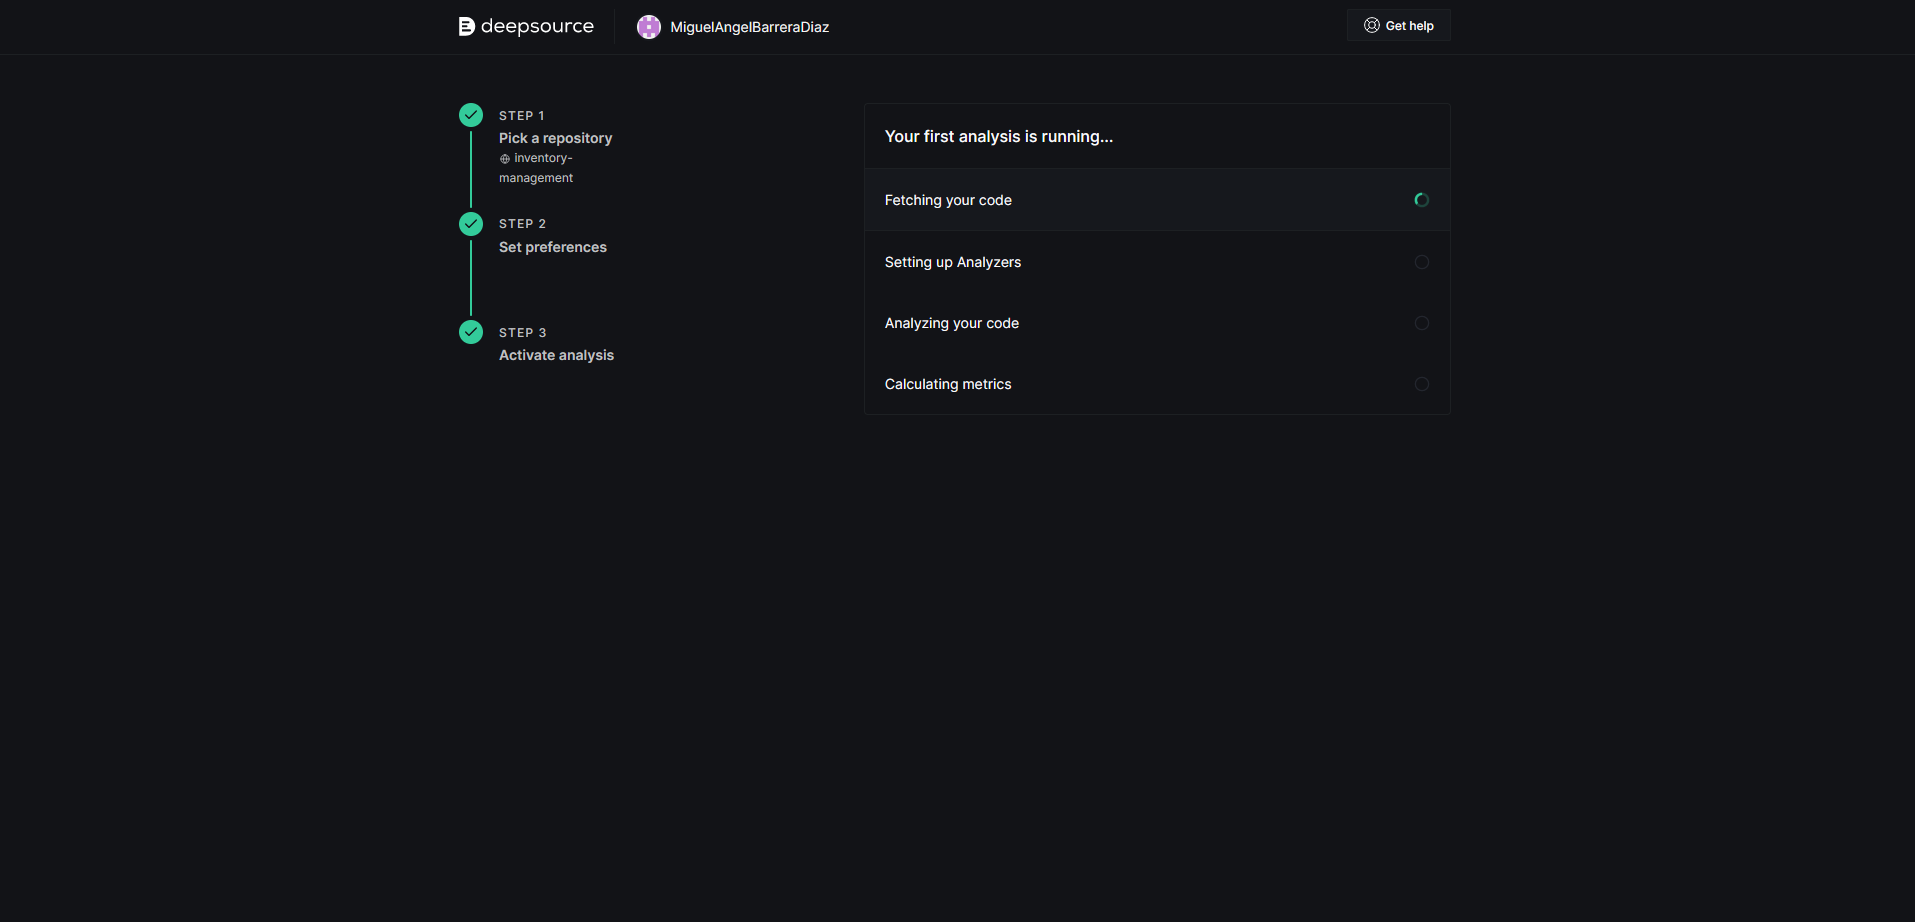 deepsource
MiguelAngelBarreraDiaz
Get help
STEP 1
Pick a repository
inventory-
management
STEP 2
Set preferences
STEP 3
Activate analysis
Your first analysis is running...
Fetching your code
Setting up Analyzers
Analyzing your code
Calculating metrics